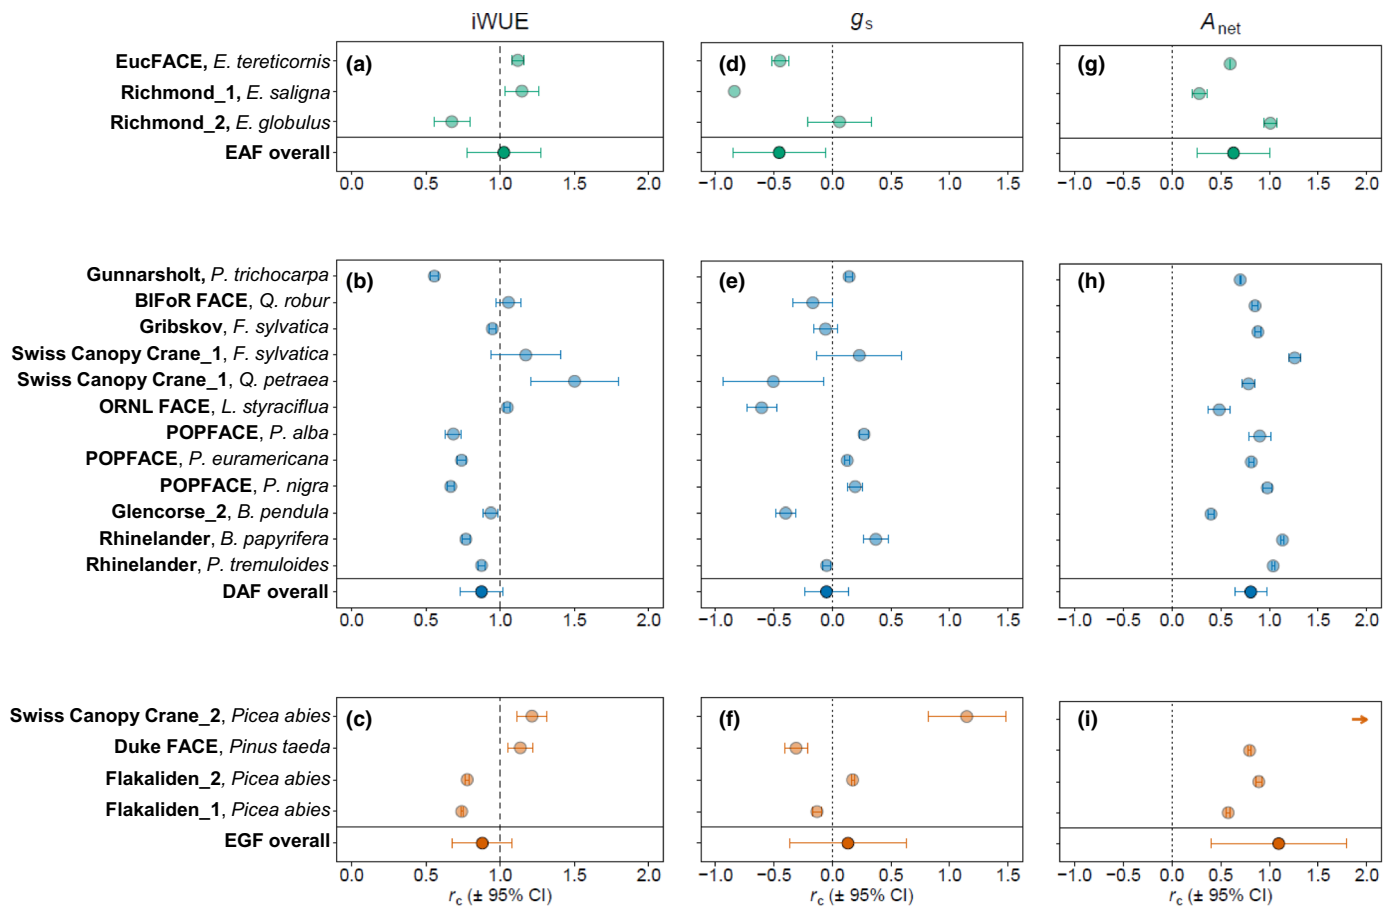 iWUE
gs
Anet
(a)
(d)
(g)
EucFACE, E. tereticornis
Richmond_1, E. saligna
Richmond_2, E. globulus
EAF overall
0.0 0.5 1.0 1.5 2.0
−1.0 −0.5 0.0 0.5 1.0 1.5
−1.0 −0.5 0.0 0.5 1.0 1.5 2.0
(b)
(e)
(h)
Gunnarsholt, P. trichocarpa
BIFoR FACE, Q. robur
Gribskov, F. sylvatica
Swiss Canopy Crane_1, F. sylvatica
Swiss Canopy Crane_1, Q. petraea
ORNL FACE, L. styraciflua
POPFACE, P. alba
POPFACE, P. euramericana
POPFACE, P. nigra
Glencorse_2, B. pendula
Rhinelander, B. papyrifera
Rhinelander, P. tremuloides
DAF overall
0.0 0.5 1.0 1.5 2.0
−1.0 −0.5 0.0 0.5 1.0 1.5
−1.0 −0.5 0.0 0.5 1.0 1.5 2.0
(c)
(f)
(i)
Swiss Canopy Crane_2, Picea abies
Duke FACE, Pinus taeda
Flakaliden_2, Picea abies
Flakaliden_1, Picea abies
EGF overall
0.0 0.5 1.0 1.5 2.0
−1.0 −0.5 0.0 0.5 1.0 1.5
−1.0 −0.5 0.0 0.5 1.0 1.5 2.0
rc (± 95% CI)
rc (± 95% CI)
rc (± 95% CI)